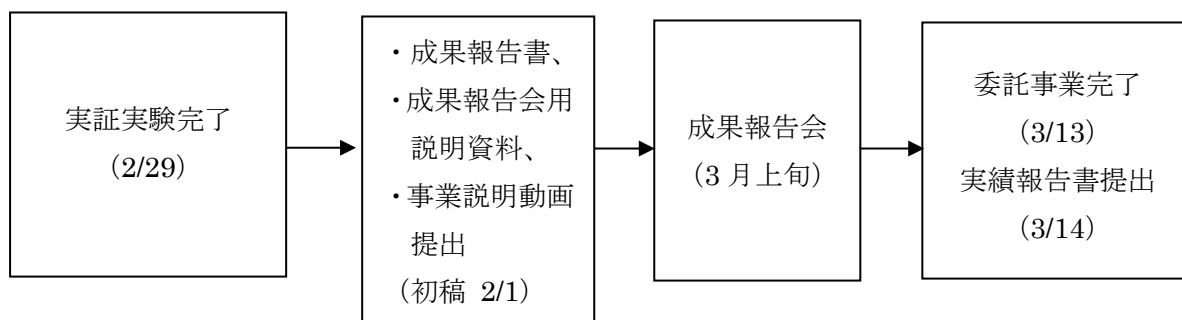 実証実験完了
(2/29)
・成果報告書、
・成果報告会用
説明資料、
・事業説明動画
提出
(初稿 2/1)
成果報告会
(3月上旬)
委託事業完了
(3/13)
実績報告書提出
(3/14)